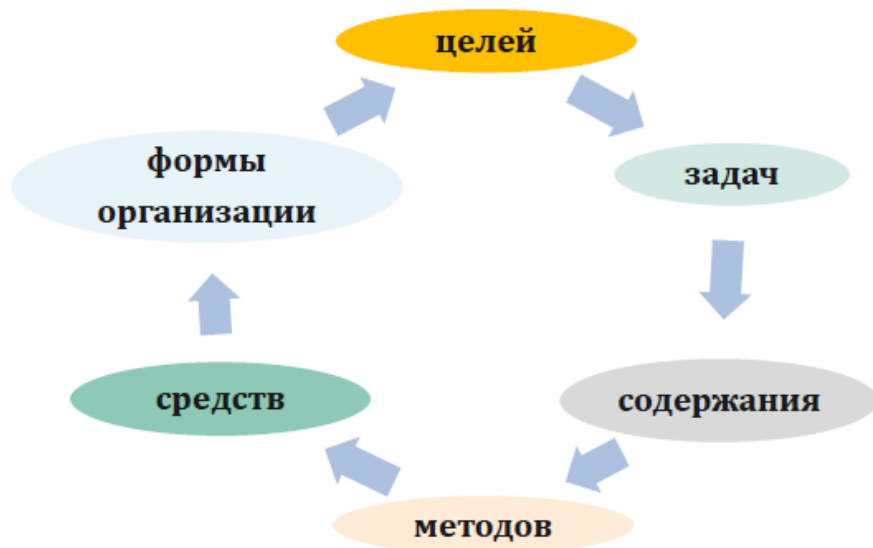 целей
задач
содержания
методов
средств
формы
организации